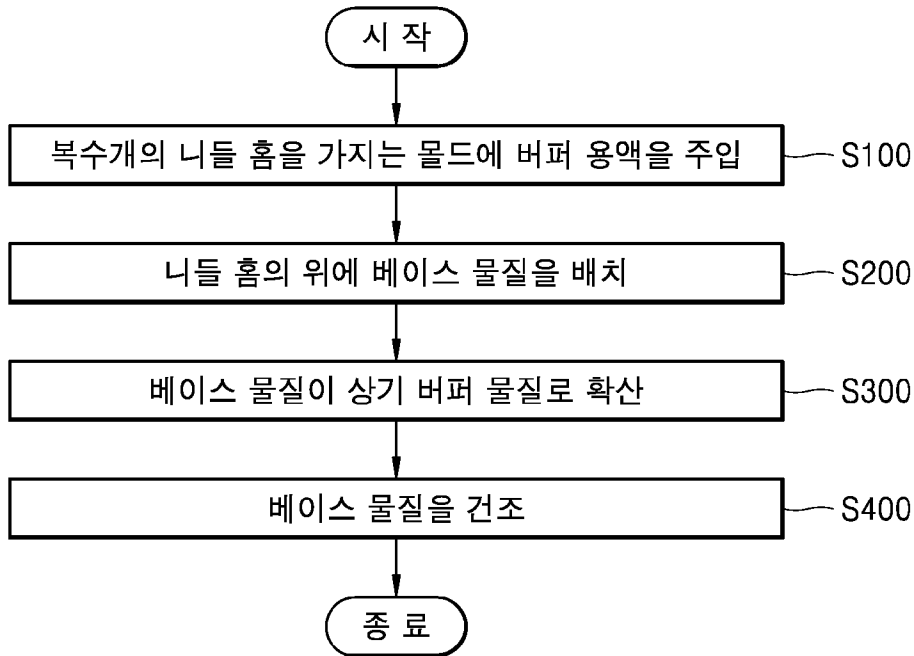 시 작
복수개의 니들 홈을 가지는 몰드에 버퍼 용액을 주입 S100
니들 홈의 위에 베이스 물질을 배치 S200
베이스 물질이 상기 버퍼 물질로 확산 S300
베이스 물질을 건조 S400
종 료